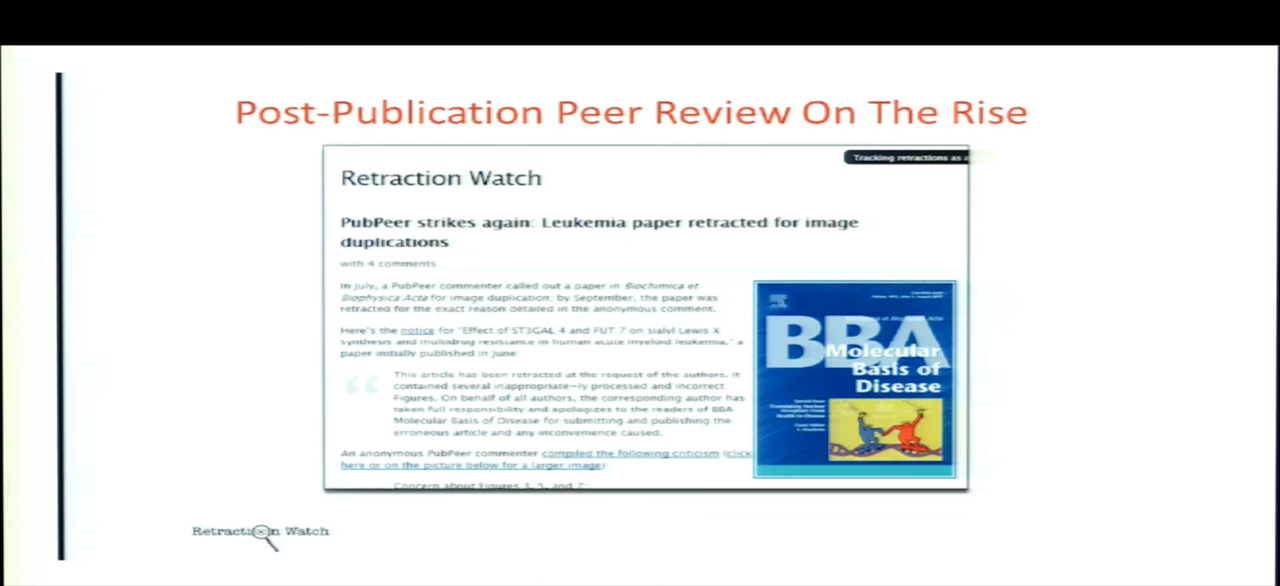 Post-Publication Peer Review On The Rise
Tracking retractions as a
Retraction Watch
PubPeer strikes again: Leukemia paper retracted for image
duplications
with 4 comments
In July, a PubPeer commenter called out a paper in Biochimica et
Biophysica Acta for image duplication; by September, the paper was
retracted for the exact reason detailed in the anonymous comment.
Here's the notice for "Effect of ST3GAL 4 and FUT 7 on sialyl Lewis X
synthesis and multidrug resistance in human acute myeloid leukemia," a
paper initially published in June:
This article has been retracted at the request of the authors. It
contained several inappropriate-ly processed and incorrect
Figures. On behalf of all authors, the corresponding author has
taken full responsibility and apologizes to the readers of BBA
Molecular Basis of Disease for submitting and publishing the
erroneous article and any inconvenience caused.
An anonymous PubPeer commenter compiled the following criticism (click
here or on the picture below for a larger image):
Concern about Figures 3, 5, and 7:
BBA
Molecular
Basis of
Disease
Retraction Watch